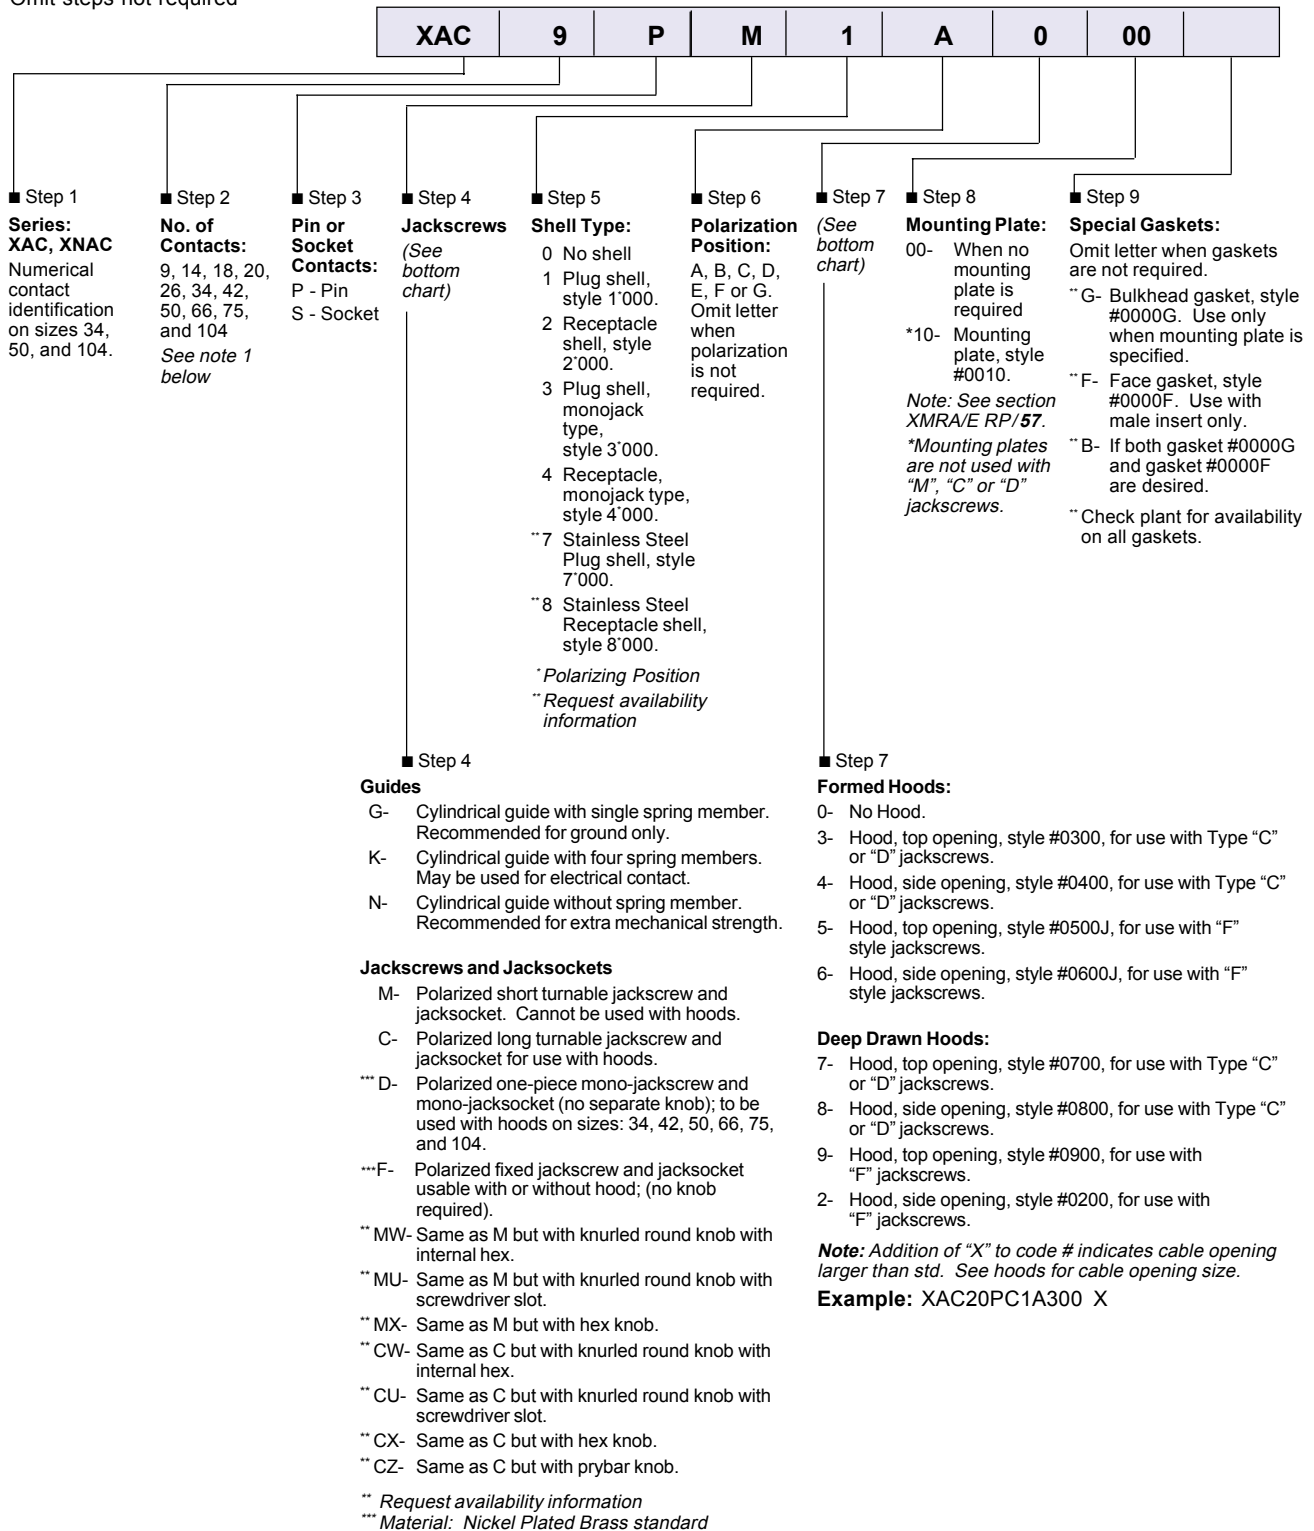 Omit steps not required
XAC 9 P M 1 A 0 00
■ Step 1
Series:
XAC, XNAC
Numerical
contact
identification
on sizes 34,
50, and 104.
■ Step 2
No. of
Contacts:
9, 14, 18, 20,
26, 34, 42,
50, 66, 75,
and 104
See note 1
below
■ Step 3
Pin or
Socket
Contacts:
P - Pin
S - Socket
■ Step 4
Jackscrews
(See
bottom
chart)
■ Step 5
Shell Type:
0 No shell
1 Plug shell,
style 1*000.
2 Receptacle
shell, style
2*000.
3 Plug shell,
monojack
type,
style 3*000.
4 Receptacle,
monojack type,
style 4*000.
**7 Stainless Steel
Plug shell, style
7*000.
**8 Stainless Steel
Receptacle shell,
style 8*000.
* Polarizing Position
** Request availability
information
■ Step 6
Polarization
Position:
A, B, C, D,
E, F or G.
Omit letter
when
polarization
is not
required.
■ Step 7
(See
bottom
chart)
■ Step 8
Mounting Plate:
00- When no
mounting
plate is
required
*10- Mounting
plate, style
#0010.
Note: See section
XMRA/E RP/57.
*Mounting plates
are not used with
“M”, “C” or “D”
jackscrews.
■ Step 9
Special Gaskets:
Omit letter when gaskets
are not required.
**G- Bulkhead gasket, style
#0000G. Use only
when mounting plate is
specified.
**F- Face gasket, style
#0000F. Use with
male insert only.
**B- If both gasket #0000G
and gasket #0000F
are desired.
** Check plant for availability
on all gaskets.
■ Step 4
Guides
G- Cylindrical guide with single spring member.
Recommended for ground only.
K- Cylindrical guide with four spring members.
May be used for electrical contact.
N- Cylindrical guide without spring member.
Recommended for extra mechanical strength.
Jackscrews and Jacksockets
M- Polarized short turnable jackscrew and
jacksocket. Cannot be used with hoods.
C- Polarized long turnable jackscrew and
jacksocket for use with hoods.
*** D- Polarized one-piece mono-jackscrew and
mono-jacksocket (no separate knob); to be
used with hoods on sizes: 34, 42, 50, 66, 75,
and 104.
***F- Polarized fixed jackscrew and jacksocket
usable with or without hood; (no knob
required).
** MW- Same as M but with knurled round knob with
internal hex.
** MU- Same as M but with knurled round knob with
screwdriver slot.
** MX- Same as M but with hex knob.
** CW- Same as C but with knurled round knob with
internal hex.
** CU- Same as C but with knurled round knob with
screwdriver slot.
** CX- Same as C but with hex knob.
** CZ- Same as C but with prybar knob.
** Request availability information
*** Material: Nickel Plated Brass standard
■ Step 7
Formed Hoods:
0- No Hood.
3- Hood, top opening, style #0300, for use with Type “C”
or “D” jackscrews.
4- Hood, side opening, style #0400, for use with Type “C”
or “D” jackscrews.
5- Hood, top opening, style #0500J, for use with “F”
style jackscrews.
6- Hood, side opening, style #0600J, for use with “F”
style jackscrews.
Deep Drawn Hoods:
7- Hood, top opening, style #0700, for use with Type “C”
or “D” jackscrews.
8- Hood, side opening, style #0800, for use with Type “C”
or “D” jackscrews.
9- Hood, top opening, style #0900, for use with
“F” jackscrews.
2- Hood, side opening, style #0200, for use with
“F” jackscrews.
Note: Addition of “X” to code # indicates cable opening
larger than std. See hoods for cable opening size.
Example: XAC20PC1A300 X